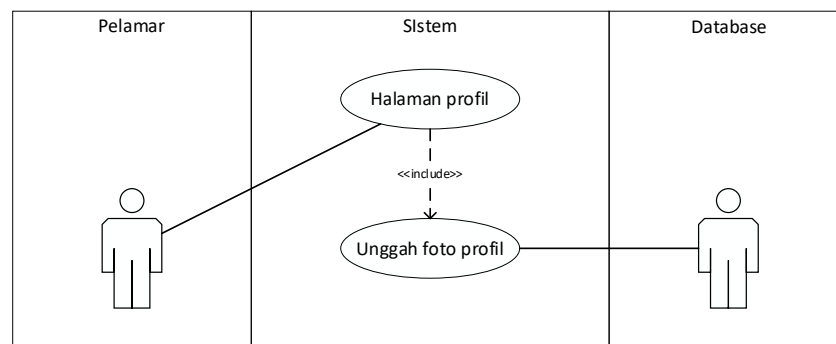 Pelamar
SIstem
Database
Halaman profil
<<include>>
Unggah foto profil